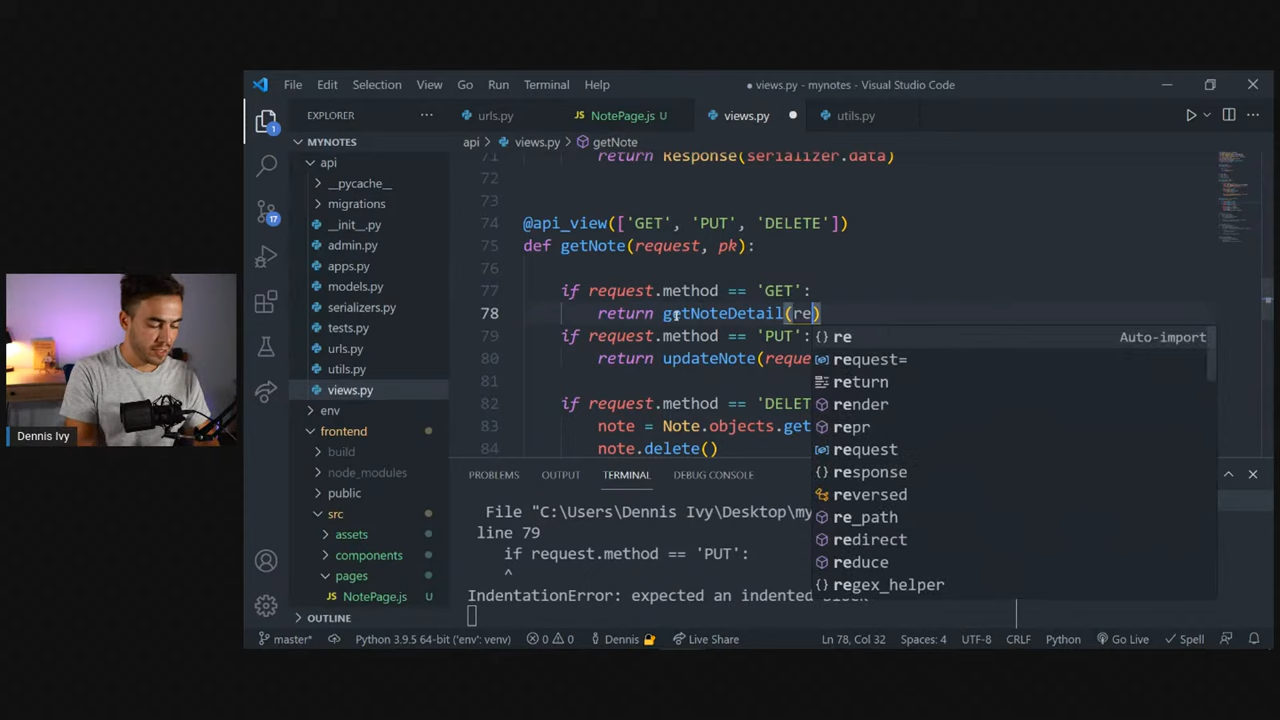 File Edit Selection View Go Run Terminal Help
● views.py - mynotes - Visual Studio Code
EXPLORER
urls.py
NotePage.js U
views.py
utils.py
1
MYNOTES
api > views.py > getNote
api
__pycache__
migrations
__init__.py
admin.py
apps.py
models.py
serializers.py
tests.py
urls.py
utils.py
views.py
env
frontend
build
node_modules
public
src
assets
components
pages
NotePage.js U
OUTLINE
17
71 return Response(serializer.data)
72
73
74 @api_view(['GET', 'PUT', 'DELETE'])
75 def getNote(request, pk):
76
77 if request.method == 'GET':
78 return getNoteDetail(re)
79 if request.method == 'PUT':
80 return updateNote(reque
81
82 if request.method == 'DELET
83 note = Note.objects.get
84 note.delete()
re Auto-import
request=
return
render
repr
request
response
reversed
re_path
redirect
reduce
regex_helper
PROBLEMS OUTPUT TERMINAL DEBUG CONSOLE
File "C:\Users\Dennis Ivy\Desktop\my
line 79
if request.method == 'PUT':
^
IndentationError: expected an indented block
Dennis Ivy
master* Python 3.9.5 64-bit ('env': venv) 0 0 Dennis Live Share Ln 78, Col 32 Spaces: 4 UTF-8 CRLF Python Go Live Spell